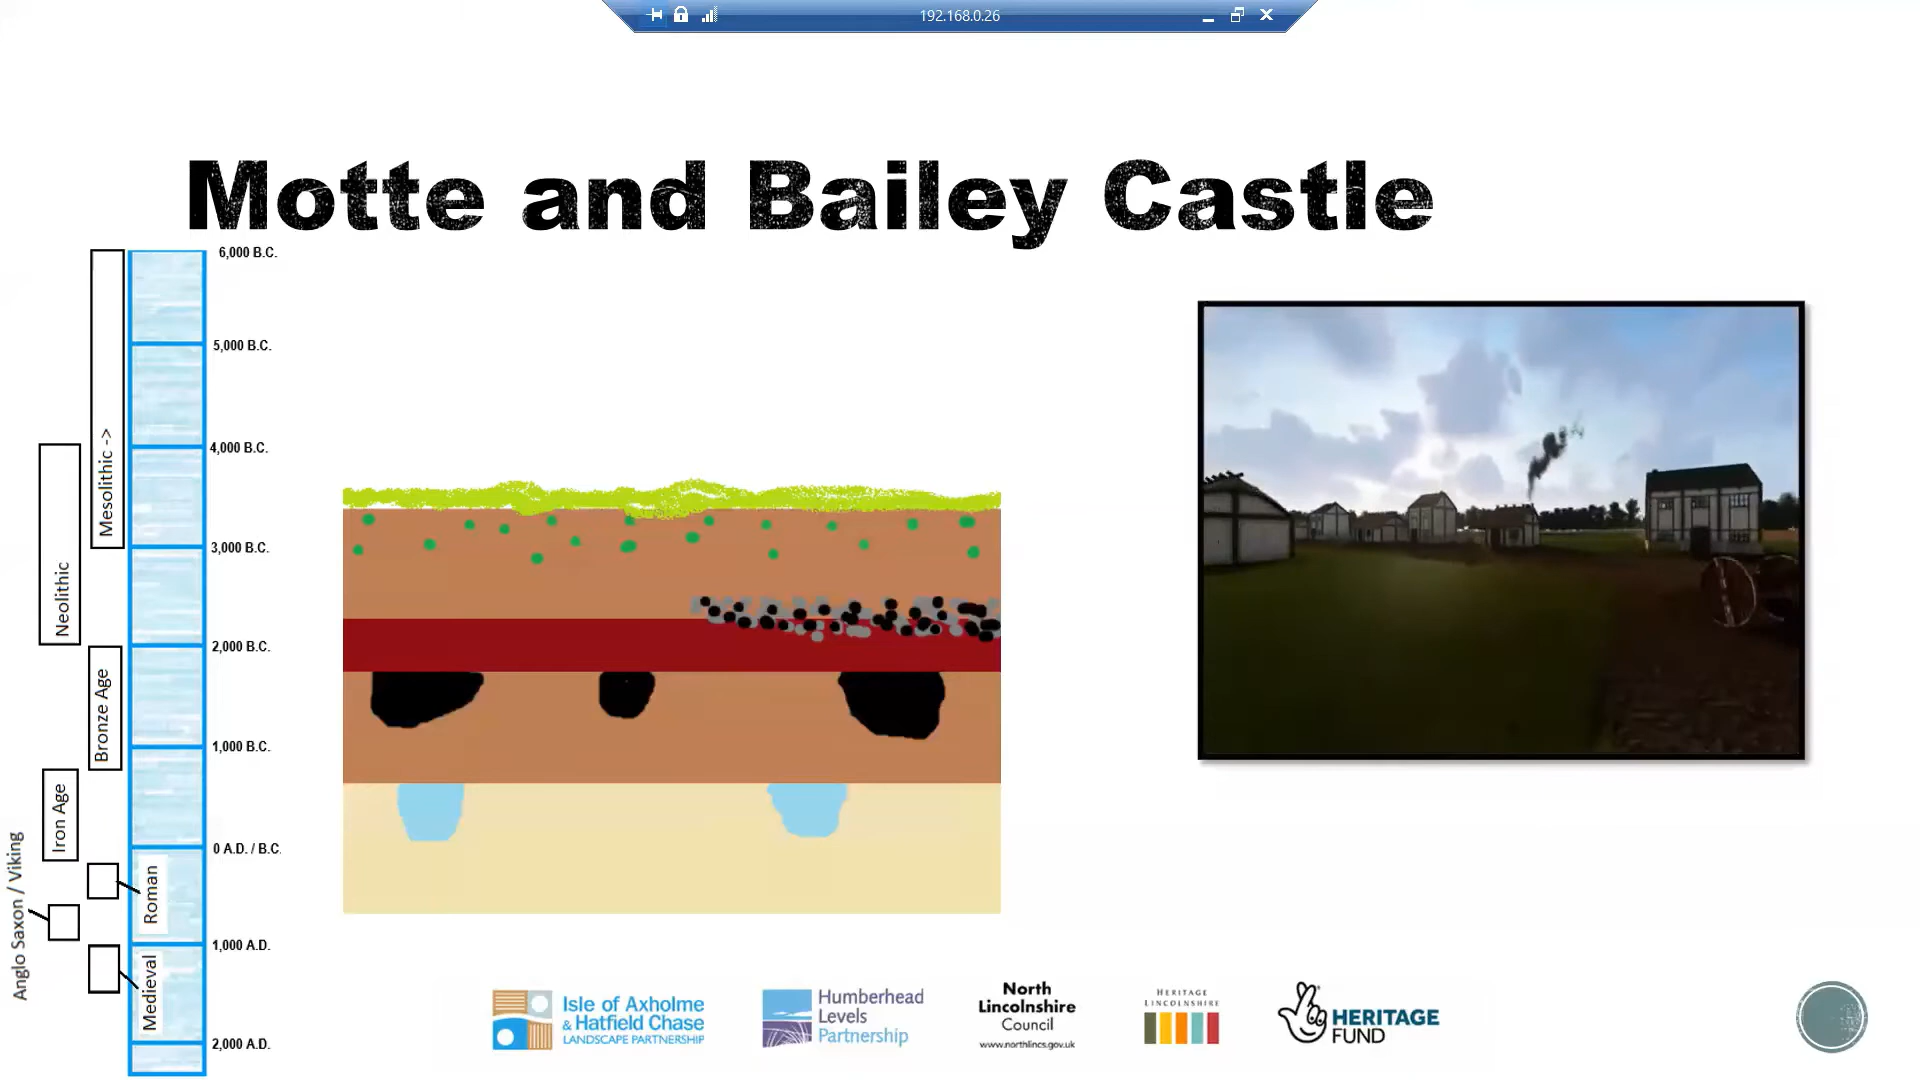 192.168.0.26
Motte and Bailey Castle
6,000 B.C.
5,000 B.C.
4,000 B.C.
3,000 B.C.
2,000 B.C.
1,000 B.C.
0 A.D. / B.C.
1,000 A.D.
2,000 A.D.
Mesolithic ->
Neolithic
Bronze Age
Iron Age
Roman
Anglo Saxon / Viking
Medieval
Isle of Axholme
& Hatfield Chase
LANDSCAPE PARTNERSHIP
Humberhead
Levels
Partnership
North
Lincolnshire
Council
www.northlincs.gov.uk
HERITAGE
LINCOLNSHIRE
HERITAGE
FUND